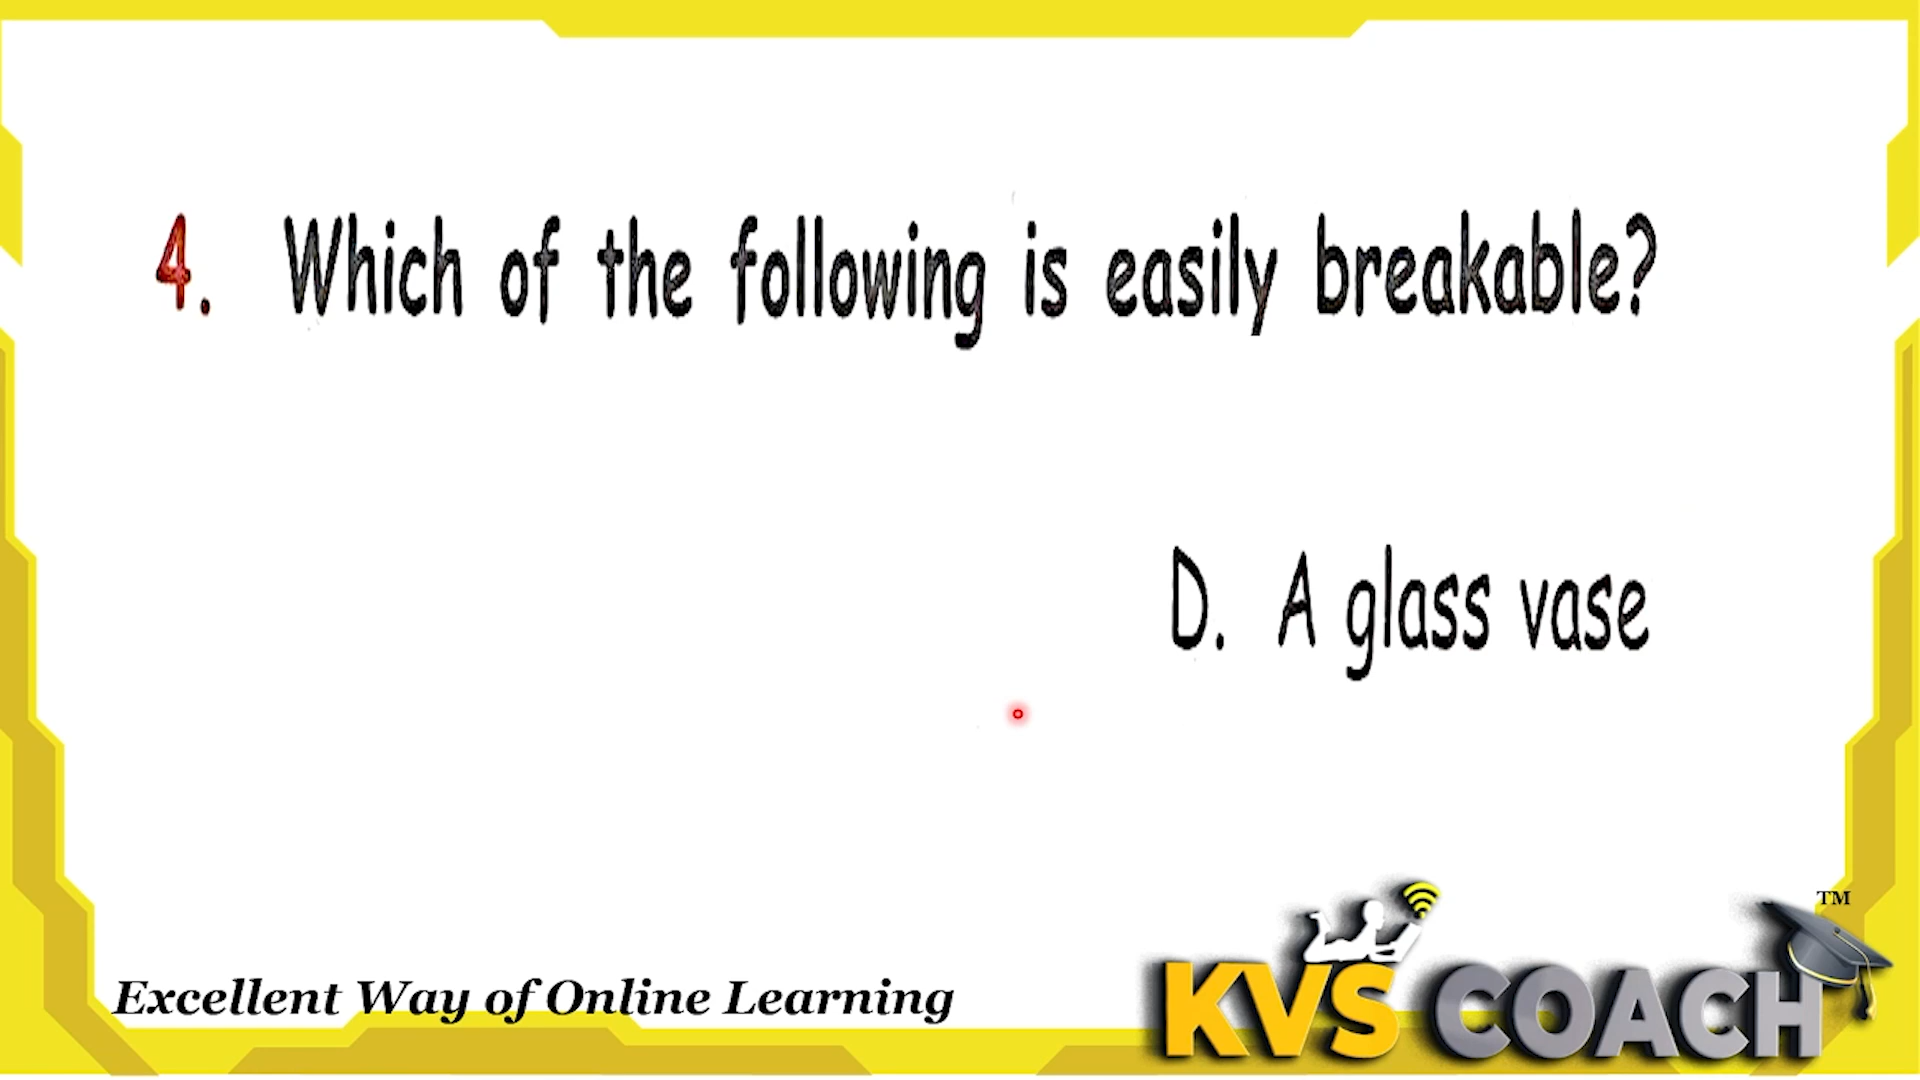 4. Which of the following is easily breakable?
D. A glass vase
Excellent Way of Online Learning
KVS COACH TM